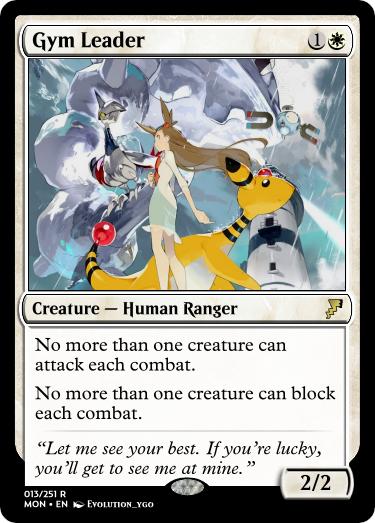 Gym Leader 1
Creature — Human Ranger
No more than one creature can
attack each combat.
No more than one creature can block
each combat.
“Let me see your best. If you're lucky,
you'll get to see me at mine.”
2/2
013/251 R
MON • EN Evolution_ygo